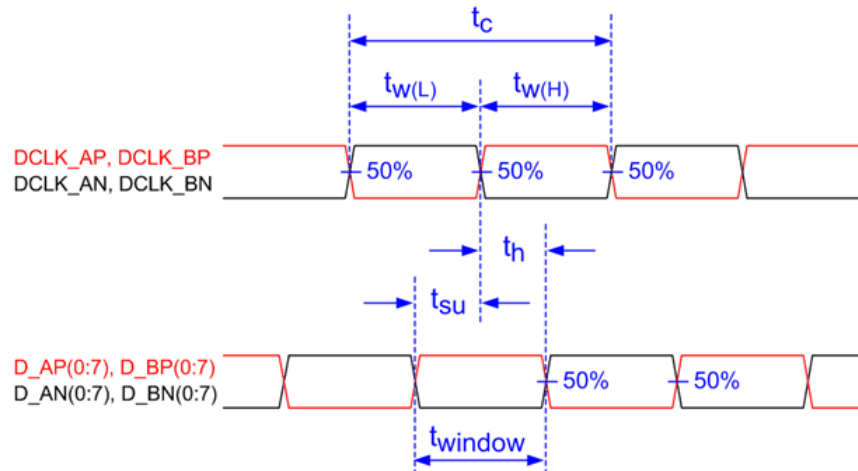 tc
tw(L) tw(H)
DCLK_AP, DCLK_BP
DCLK_AN, DCLK_BN
50% 50% 50%
th
tsu
D_AP(0:7), D_BP(0:7)
D_AN(0:7), D_BN(0:7)
50% 50%
twindow